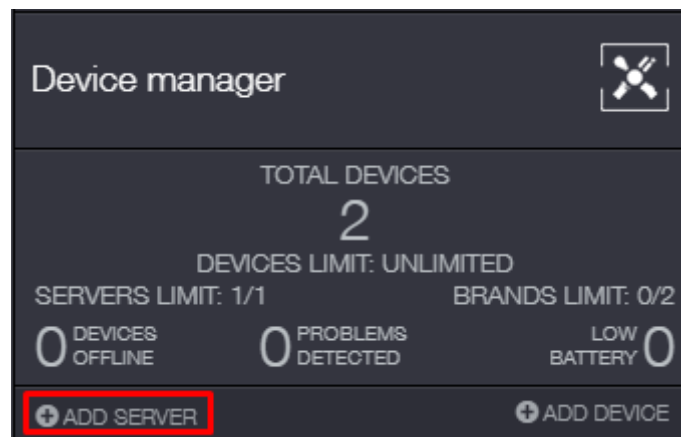 Device manager
TOTAL DEVICES
2
DEVICES LIMIT: UNLIMITED
SERVERS LIMIT: 1/1
BRANDS LIMIT: 0/2
0 DEVICES OFFLINE
0 PROBLEMS DETECTED
LOW BATTERY 0
ADD SERVER
ADD DEVICE